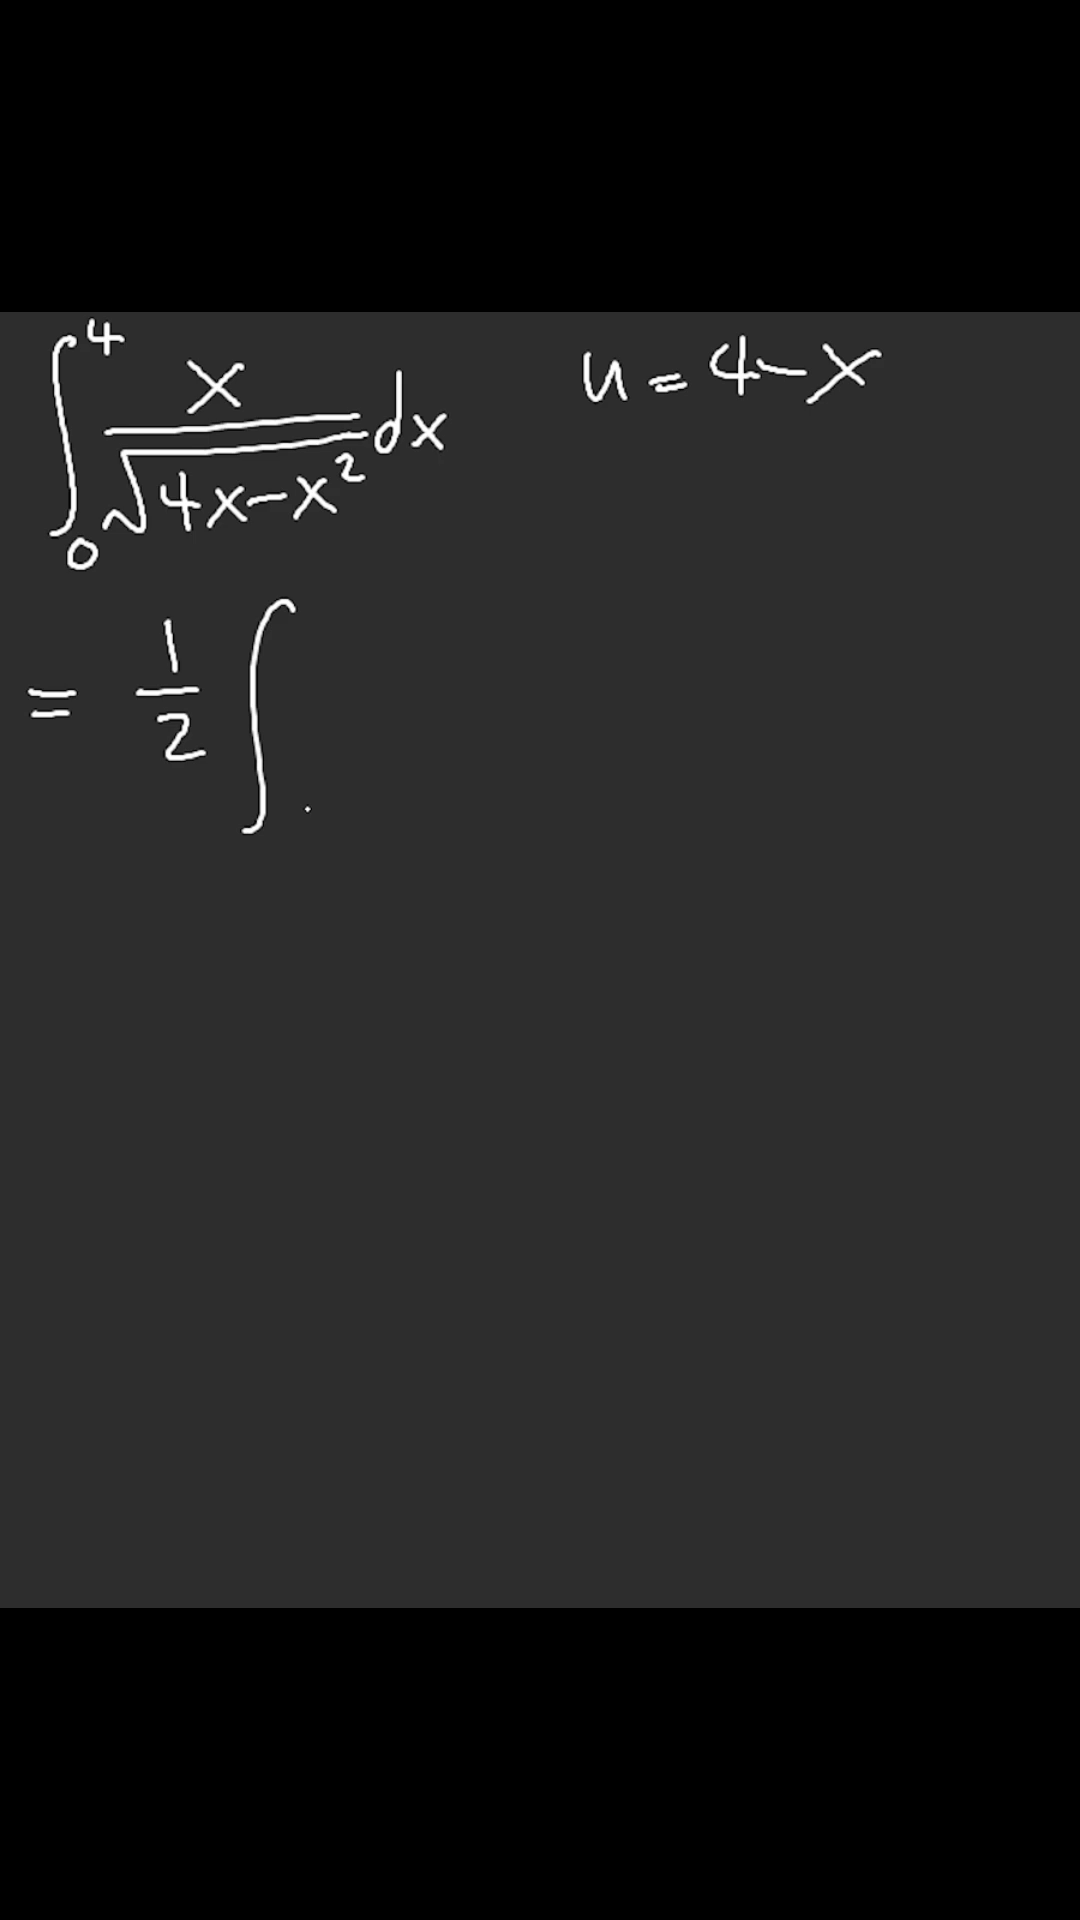 ∫₀⁴ x/√(4x-x²) dx   u = 4-x
= 1/2 ∫